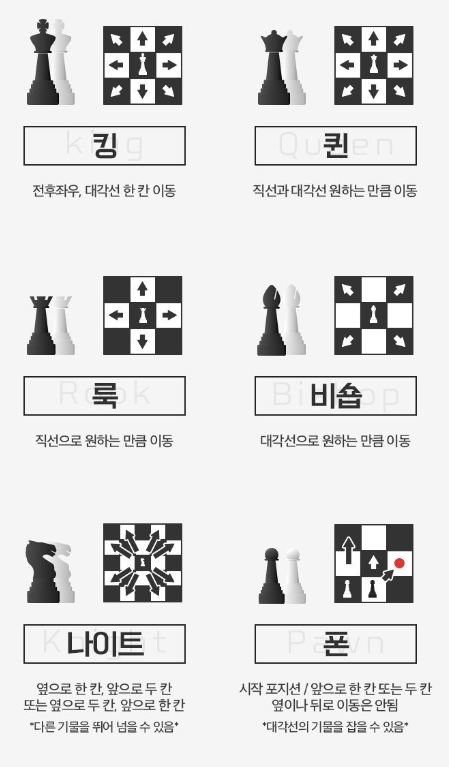 king
킹
전후좌우, 대각선 한 칸 이동
Queen
퀸
직선과 대각선 원하는 만큼 이동
Rook
룩
직선으로 원하는 만큼 이동
Bishop
비숍
대각선으로 원하는 만큼 이동
Knight
나이트
옆으로 한 칸, 앞으로 두 칸
또는 옆으로 두 칸, 앞으로 한 칸
*다른 기물을 뛰어 넘을 수 있음*
Pawn
폰
시작 포지션 / 앞으로 한 칸 또는 두 칸
옆이나 뒤로 이동은 안됨
*대각선의 기물을 잡을 수 있음*